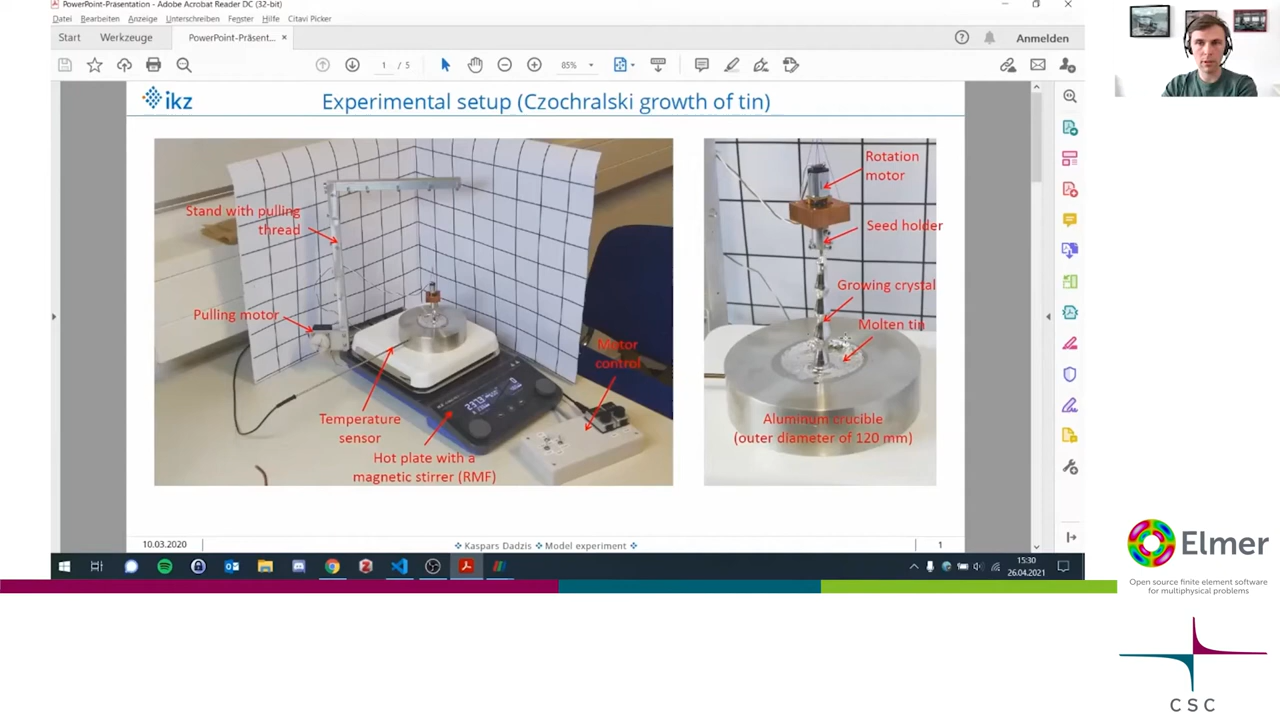 PowerPoint-Präsentation - Adobe Acrobat Reader DC (32-bit)
Datei Bearbeiten Anzeige Unterschreiben Fenster Hilfe Citavi Picker
Start Werkzeuge PowerPoint-Präsent... × Anmelden
1 / 5 85%
ikz
Experimental setup (Czochralski growth of tin)
Stand with pulling
thread
Pulling motor
Temperature
sensor
Hot plate with a
magnetic stirrer (RMF)
Motor
control
Rotation
motor
Seed holder
Growing crystal
Molten tin
Aluminum crucible
(outer diameter of 120 mm)
10.03.2020
Kaspars Dadzis ❖ Model experiment
1
15:30
26.04.2021
Elmer
Open source finite element software
for multiphysical problems
CSC